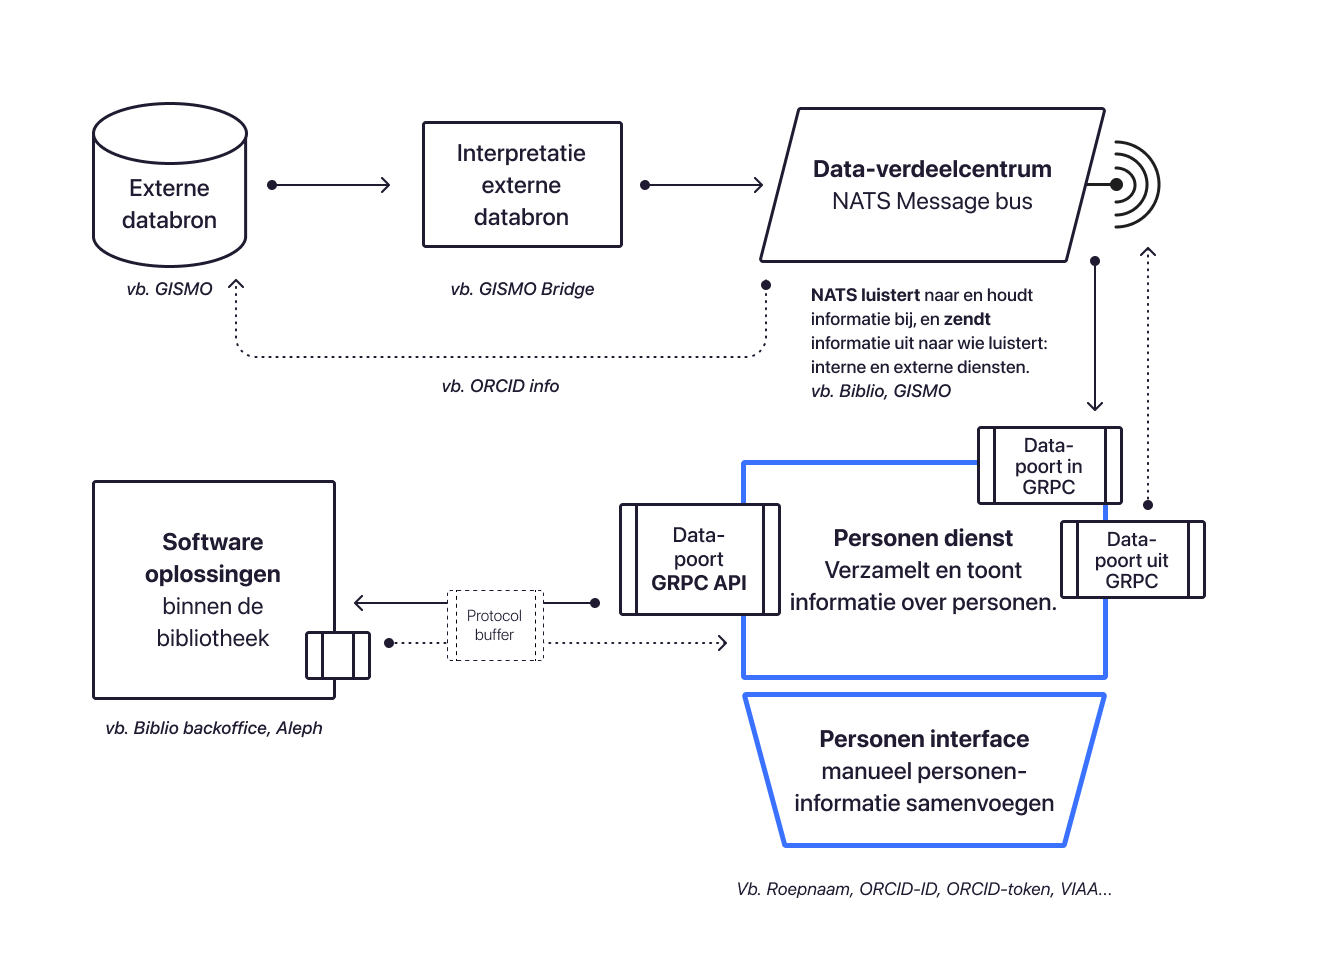 Externe
databron
vb. GISMO
Interpretatie
externe
databron
vb. GISMO Bridge
Data-verdeelcentrum
NATS Message bus
NATS luistert naar en houdt
informatie bij, en zendt
informatie uit naar wie luistert:
interne en externe diensten.
vb. Biblio, GISMO
vb. ORCID info
Software
oplossingen
binnen de
bibliotheek
vb. Biblio backoffice, Aleph
Protocol
buffer
Data-
poort
GRPC API
Data-
poort in
GRPC
Data-
poort uit
GRPC
Personen dienst
Verzamelt en toont
informatie over personen.
Personen interface
manueel personen-
informatie samenvoegen
Vb. Roepnaam, ORCID-ID, ORCID-token, VIAA...